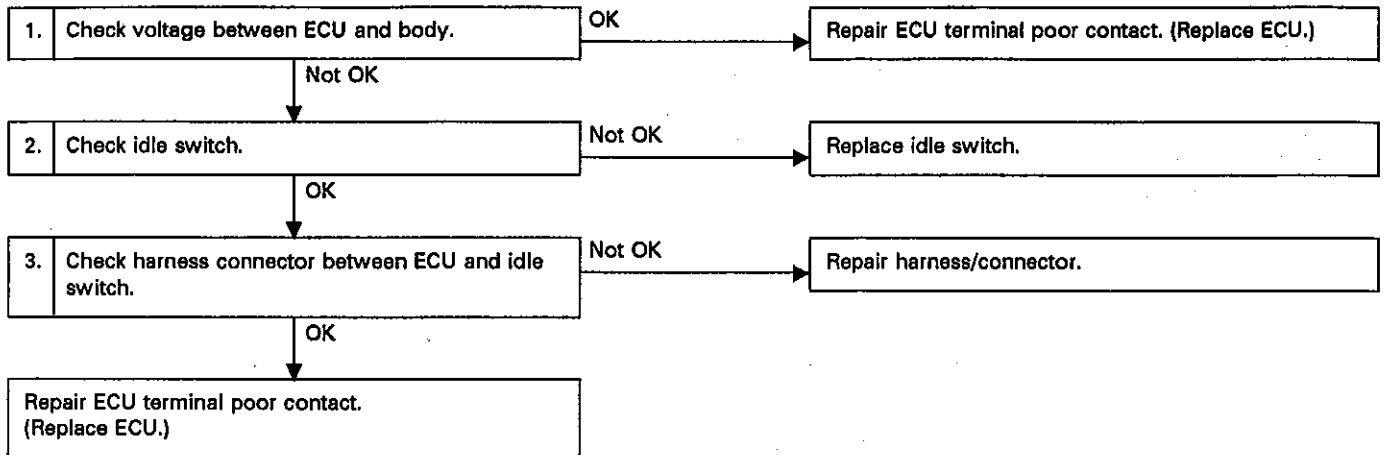 1. Check voltage between ECU and body.
OK
Repair ECU terminal poor contact. (Replace ECU.)
Not OK
2. Check idle switch.
Not OK
Replace idle switch.
OK
3. Check harness connector between ECU and idle
switch.
Not OK
Repair harness/connector.
OK
Repair ECU terminal poor contact.
(Replace ECU.)